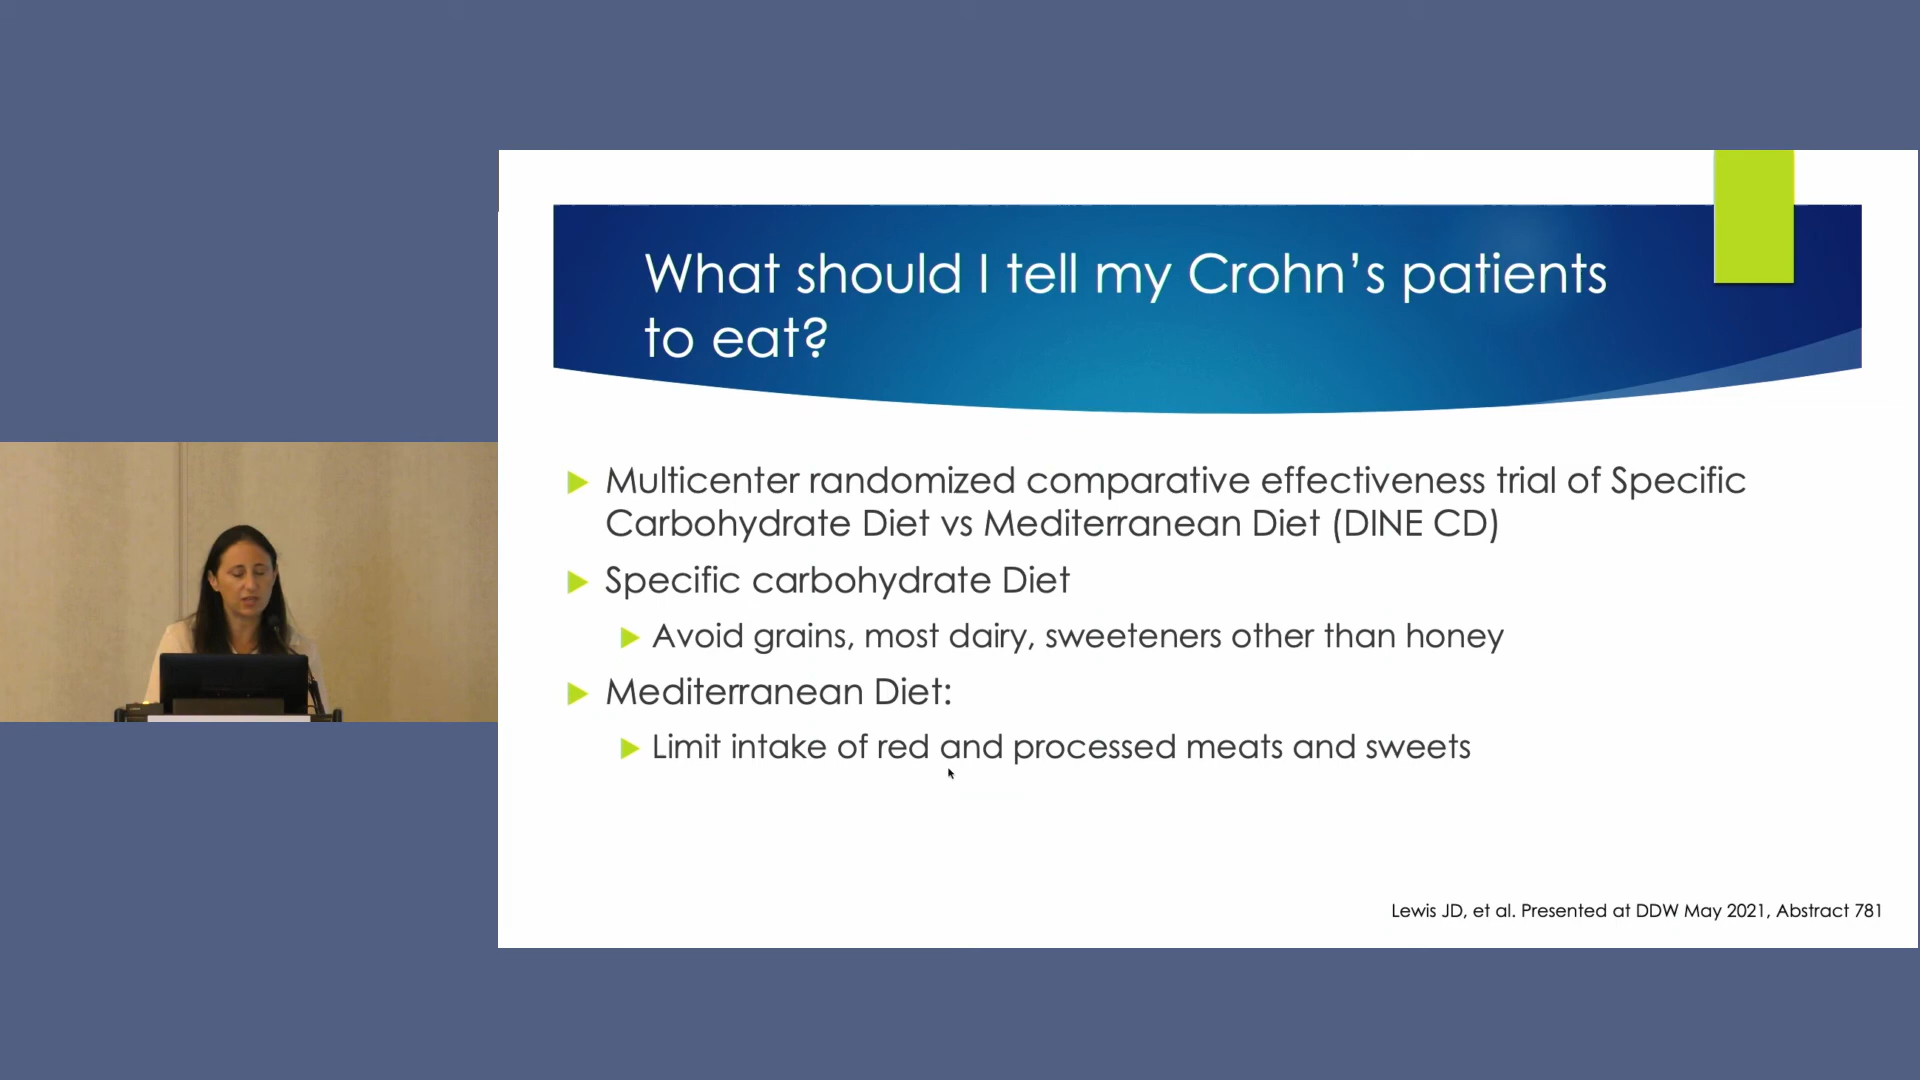 What should I tell my Crohn’s patients
to eat?
Multicenter randomized comparative effectiveness trial of Specific
Carbohydrate Diet vs Mediterranean Diet (DINE CD)
Specific carbohydrate Diet
Avoid grains, most dairy, sweeteners other than honey
Mediterranean Diet:
Limit intake of red and processed meats and sweets
Lewis JD, et al. Presented at DDW May 2021, Abstract 781